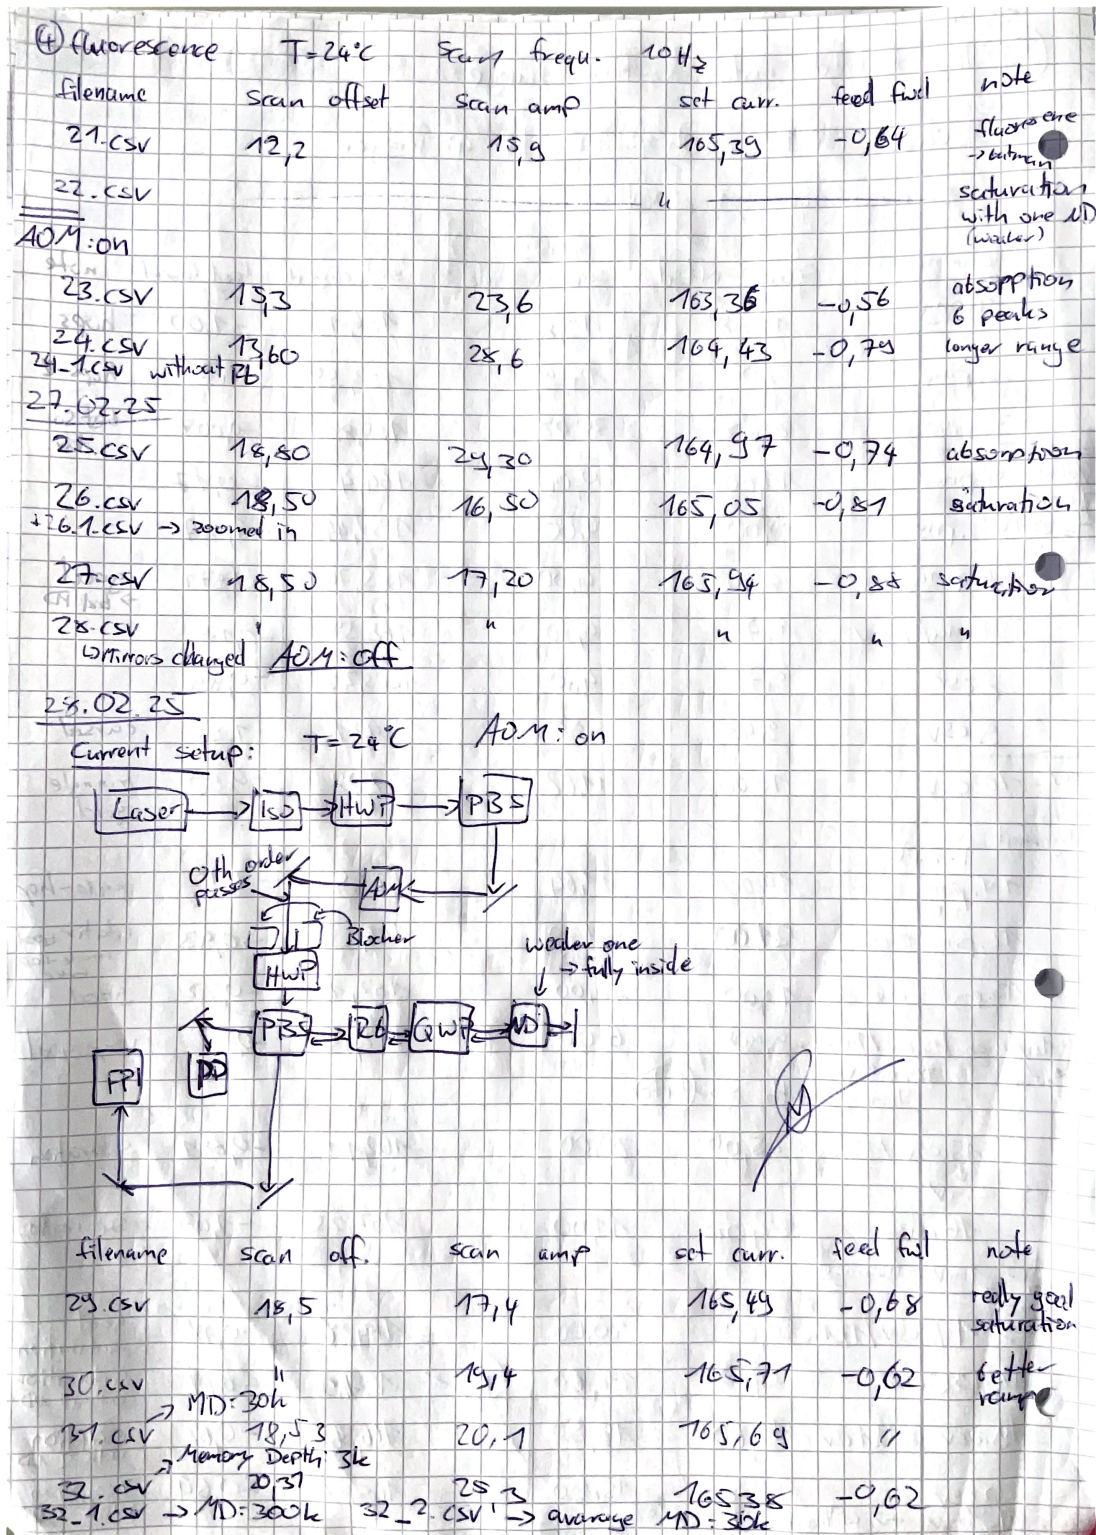 ④ fluorescence T=24°C Scan frequ. 10Hz
filename scan offset scan amp set curr. feed fwd note
21.csv 12,2 15,9 165,39 -0,64 fluorescene
22.csv " saturation
with one ND
(weaker)
AOM: on
23.csv 15,3 23,6 163,36 -0,56 absopption
6 peaks
24.csv 13,60 28,6 164,43 -0,79 longer range
24_1.csv without Rb
27.02.25
25.csv 18,80 29,30 164,97 -0,74 absorption
26.csv 18,50 16,50 165,05 -0,81 saturation
+26.1.csv → zoomed in
27.csv 18,50 17,20 165,94 -0,88 saturation
28.csv " " " " "
↳ Mirrors changed AOM: off
28.02.25
Current setup: T=24°C AOM: on
Laser Iso HWP PBS
0th order
passes
AOM
Blocker
weaker one
→ fully inside
HWP
PBS Rb QWP ND
FPI PD
filename scan off. scan amp set curr. feed fwd note
29.csv 18,5 17,4 165,49 -0,68 really good
saturation
30.csv " 19,4 165,71 -0,62 better
range
→ MD: 30k
31.csv 18,53 20,1 165,69 "
→ Memory Depth: 3k
32.csv 20,31 25,3 165,38 -0,62
32_1.csv → MD: 300k 32_2.csv → avarage MD: 30k